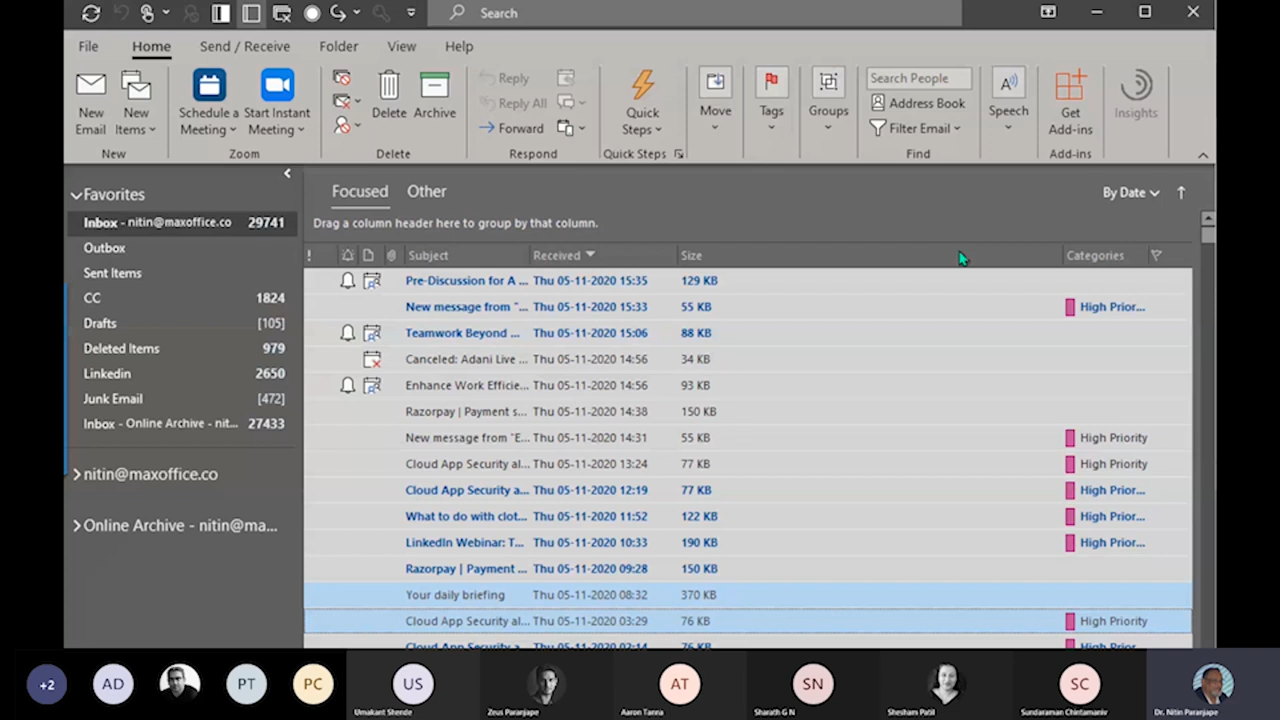 Search
File Home Send / Receive Folder View Help
New Email
New Items
New
Schedule a Meeting
Start Instant Meeting
Zoom
Delete
Archive
Delete
Reply
Reply All
Forward
Respond
Quick Steps
Quick Steps
Move
Tags
Groups
Search People
Address Book
Filter Email
Find
Speech
Get Add-ins
Add-ins
Insights
Favorites
Inbox - nitin@maxoffice.co 29741
Outbox
Sent Items
CC 1824
Drafts [105]
Deleted Items 979
Linkedin 2650
Junk Email [472]
Inbox - Online Archive - nit... 27433
nitin@maxoffice.co
Online Archive - nitin@ma...
Focused Other By Date
Drag a column header here to group by that column.
! Subject Received Size Categories
Pre-Discussion for A ... Thu 05-11-2020 15:35 129 KB
New message from "... Thu 05-11-2020 15:33 55 KB High Prior...
Teamwork Beyond ... Thu 05-11-2020 15:06 88 KB
Canceled: Adani Live ... Thu 05-11-2020 14:56 34 KB
Enhance Work Efficie... Thu 05-11-2020 14:56 93 KB
Razorpay | Payment s... Thu 05-11-2020 14:38 150 KB
New message from "E... Thu 05-11-2020 14:31 55 KB High Priority
Cloud App Security al... Thu 05-11-2020 13:24 77 KB High Priority
Cloud App Security a... Thu 05-11-2020 12:19 77 KB High Prior...
What to do with clot... Thu 05-11-2020 11:52 122 KB High Prior...
LinkedIn Webinar: T... Thu 05-11-2020 10:33 190 KB High Prior...
Razorpay | Payment ... Thu 05-11-2020 09:28 150 KB
Your daily briefing Thu 05-11-2020 08:32 370 KB
Cloud App Security al... Thu 05-11-2020 03:29 76 KB High Priority
Cloud App Security a... Thu 05-11-2020 02:14 76 KB High Prior...
+2 AD PT PC US AT SN SC
Umakant Shende Zeus Paranjape Aaron Tanna Sharath G N Shesham Patil Sundaraman Chintamaniv Dr. Nitin Paranjape